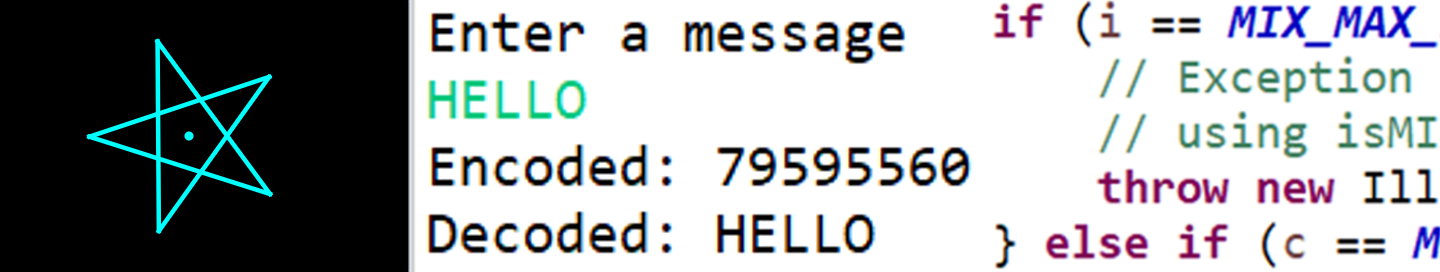 Enter a message
HELLO
Encoded: 79595560
Decoded: HELLO
if (i == MIX_MAX_
// Exception
// using isMI
throw new Ill
} else if (c == M